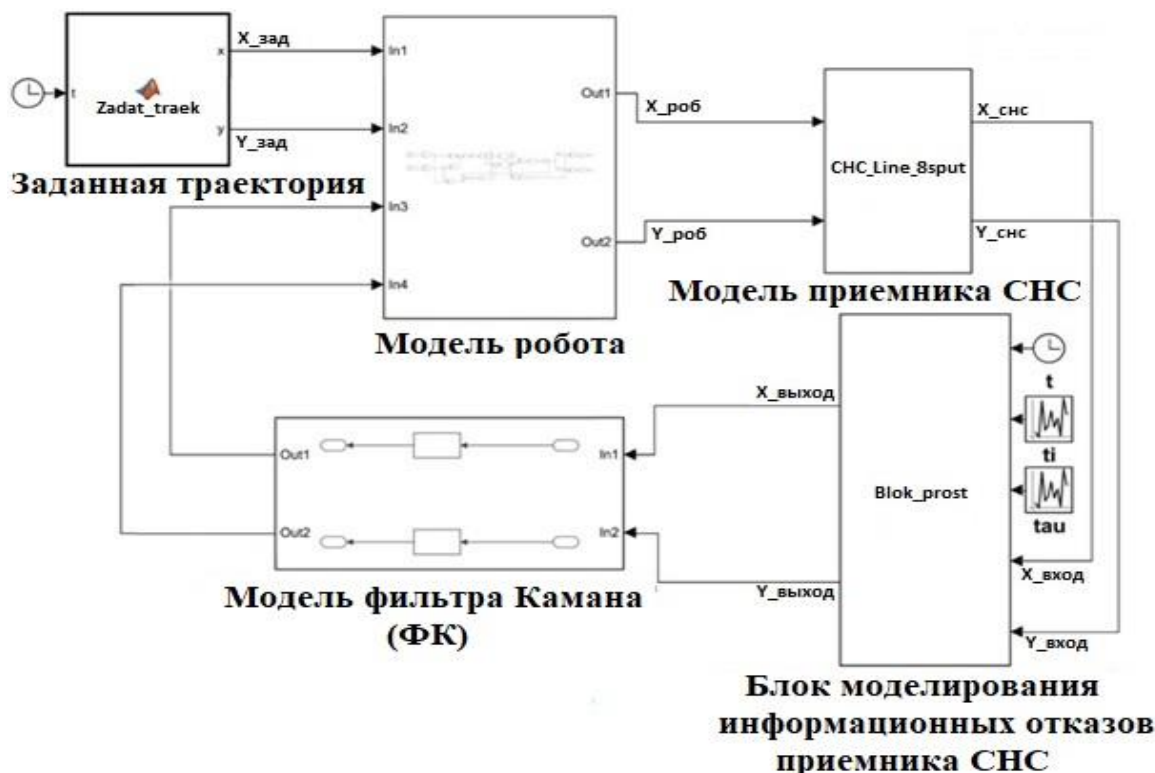 X_зад
x
In1
t
Zadat_traek
Out1
X_роб
X_снс
y
In2
Y_зад
CHC_Line_8sput
Заданная траектория
In3
Out2
Y_роб
Y_снс
In4
Модель приемника СНС
Модель робота
X_выход
t
Out1
In1
ti
Blok_prost
Out2
In2
tau
X_вход
Y_выход
Модель фильтра Камана
(ФК)
Y_вход
Блок моделирования
информационных отказов
приемника СНС